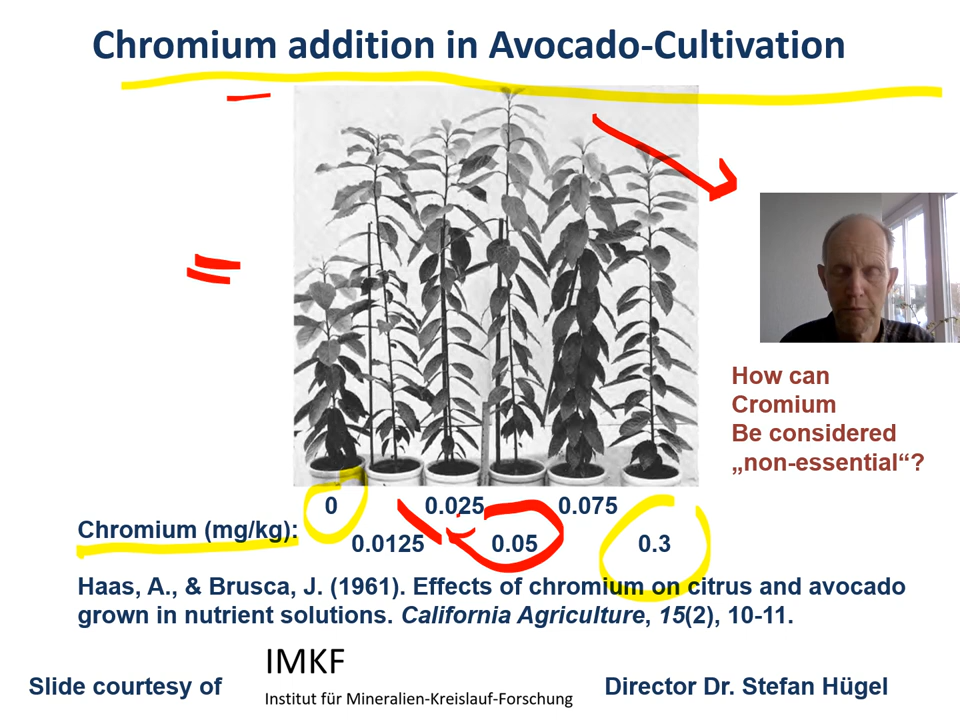 Chromium addition in Avocado-Cultivation
How can
Cromium
Be considered
„non-essential“?
0
0.025
0.075
Chromium (mg/kg):
0.0125
0.05
0.3
Haas, A., & Brusca, J. (1961). Effects of chromium on citrus and avocado
grown in nutrient solutions. California Agriculture, 15(2), 10-11.
Slide courtesy of
IMKF
Institut für Mineralien-Kreislauf-Forschung
Director Dr. Stefan Hügel